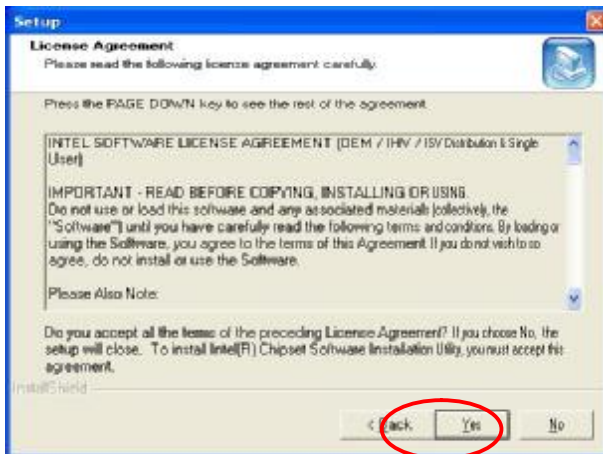 Setup
License Agreement
Please read the following license agreement carefully.
Press the PAGE DOWN key to see the rest of the agreement.
INTEL SOFTWARE LICENSE AGREEMENT (OEM / IHV / ISV Distribution & Single
User)
IMPORTANT - READ BEFORE COPYING, INSTALLING OR USING.
Do not use or load this software and any associated materials (collectively, the
"Software") until you have carefully read the following terms and conditions. By loading or
using the Software, you agree to the terms of this Agreement. If you do not wish to so
agree, do not install or use the Software.
Please Also Note:
Do you accept all the terms of the preceding License Agreement? If you choose No, the
setup will close. To install Intel(R) Chipset Software Installation Utility, you must accept this
agreement.
InstallShield
< Back
Yes
No